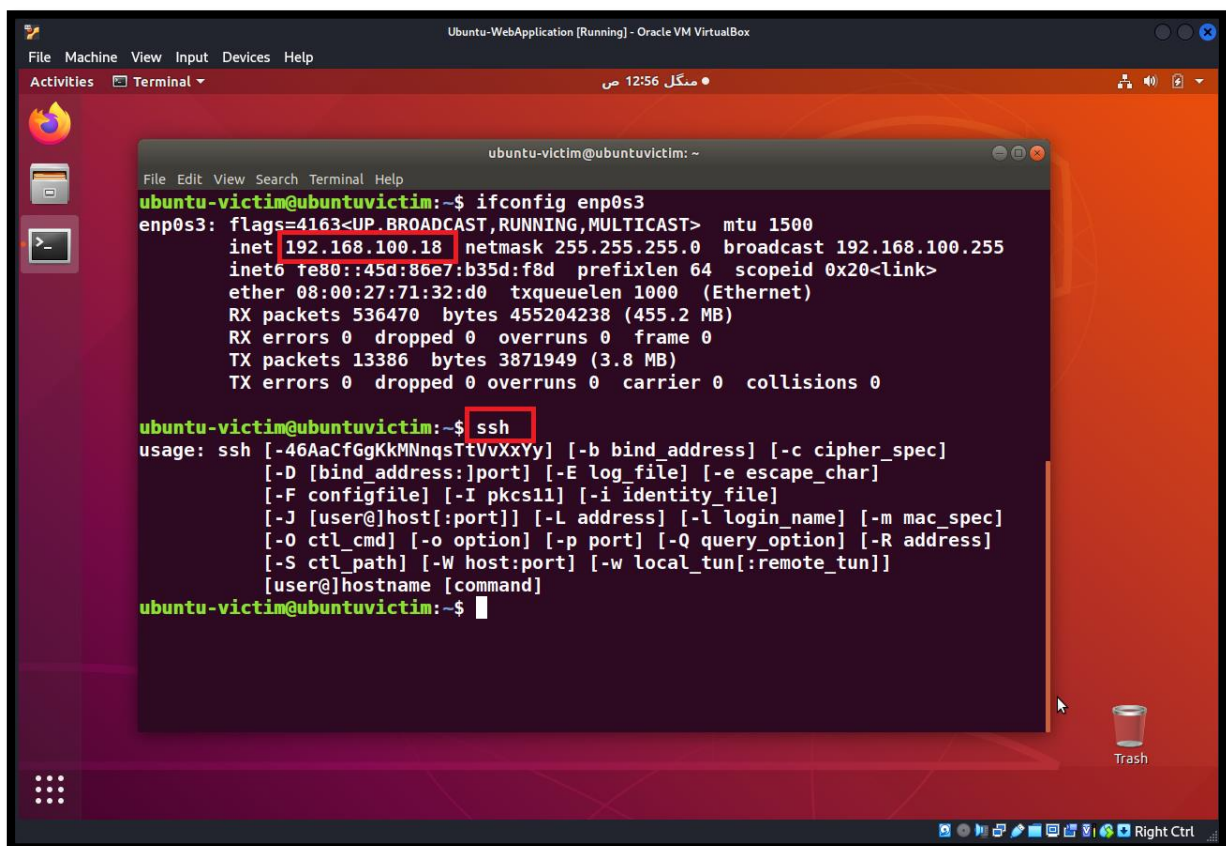 Ubuntu-WebApplication [Running] - Oracle VM VirtualBox
File Machine View Input Devices Help
Activities Terminal منگل 12:56 ص
ubuntu-victim@ubuntuvictim: ~
File Edit View Search Terminal Help
ubuntu-victim@ubuntuvictim:~$ ifconfig enp0s3
enp0s3: flags=4163<UP,BROADCAST,RUNNING,MULTICAST> mtu 1500
inet 192.168.100.18 netmask 255.255.255.0 broadcast 192.168.100.255
inet6 fe80::45d:86e7:b35d:f8d prefixlen 64 scopeid 0x20<link>
ether 08:00:27:71:32:d0 txqueuelen 1000 (Ethernet)
RX packets 536470 bytes 455204238 (455.2 MB)
RX errors 0 dropped 0 overruns 0 frame 0
TX packets 13386 bytes 3871949 (3.8 MB)
TX errors 0 dropped 0 overruns 0 carrier 0 collisions 0
ubuntu-victim@ubuntuvictim:~$ ssh
usage: ssh [-46AaCfGgKkMNnqsTtVvXxYy] [-b bind_address] [-c cipher_spec]
[-D [bind_address:]port] [-E log_file] [-e escape_char]
[-F configfile] [-I pkcs11] [-i identity_file]
[-J [user@]host[:port]] [-L address] [-l login_name] [-m mac_spec]
[-O ctl_cmd] [-o option] [-p port] [-Q query_option] [-R address]
[-S ctl_path] [-W host:port] [-w local_tun[:remote_tun]]
[user@]hostname [command]
ubuntu-victim@ubuntuvictim:~$
Trash
Right Ctrl